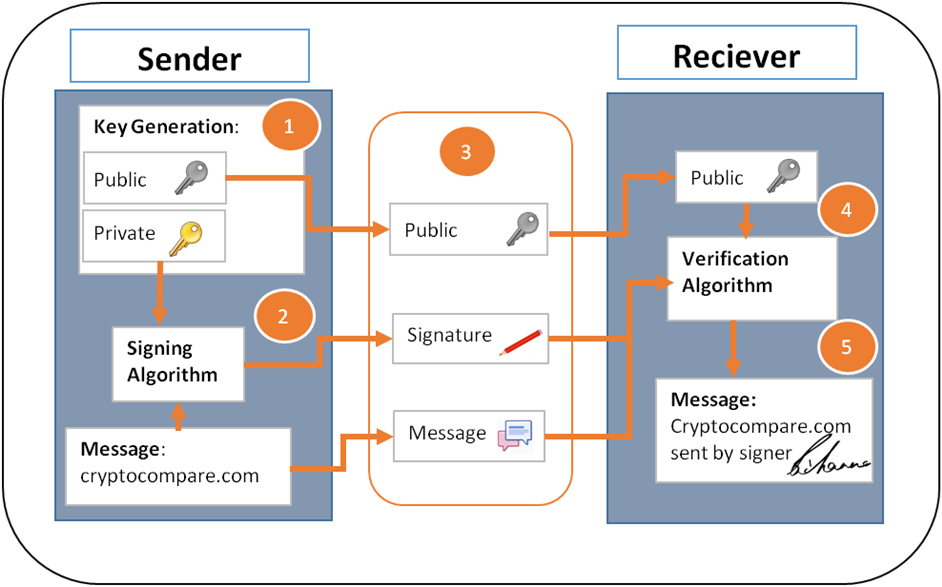 Sender
Reciever
Key Generation:
1
Public
Private
2
Signing
Algorithm
Message:
cryptocompare.com
3
Public
Signature
Message
Public
4
Verification
Algorithm
5
Message:
Cryptocompare.com
sent by signer